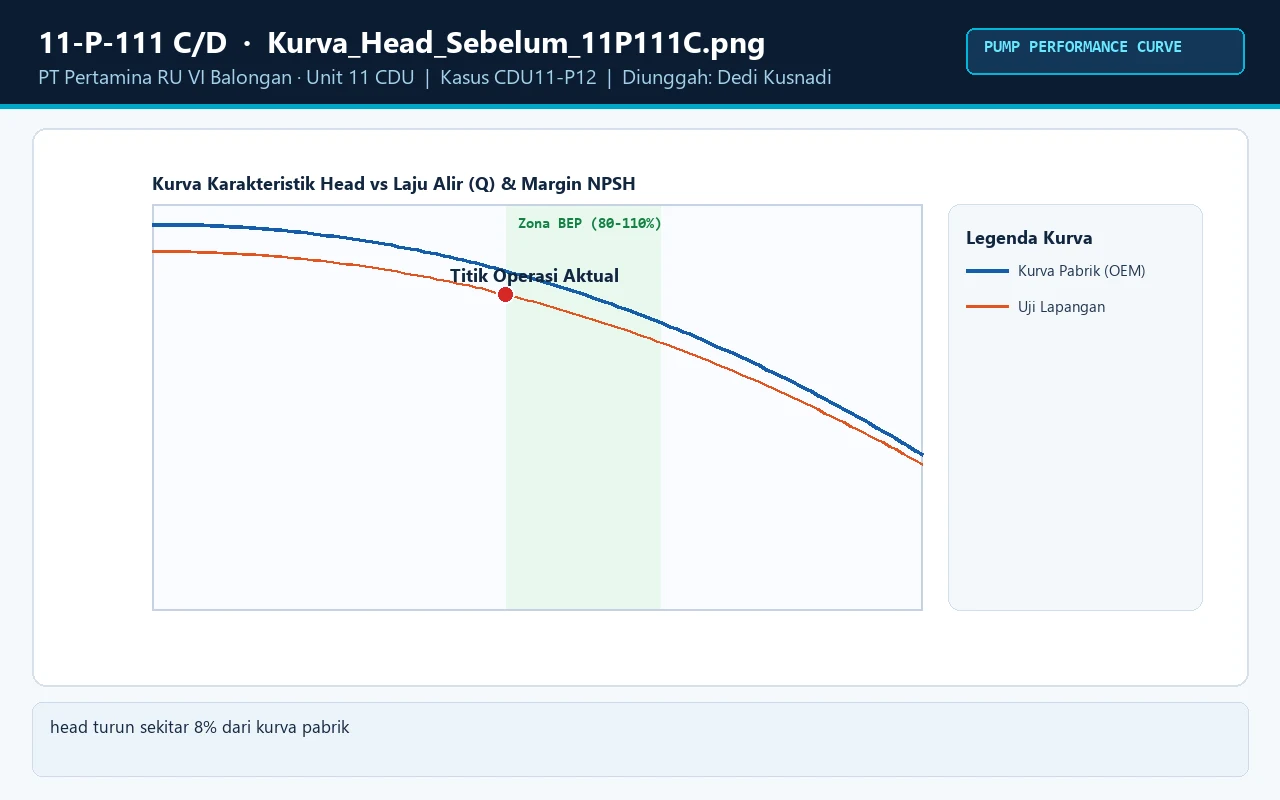 11-P-111 C/D · Kurva_Head_Sebelum_11P111C.png
PUMP PERFORMANCE CURVE
PT Pertamina RU VI Balongan · Unit 11 CDU | Kasus CDU11-P12 | Diunggah: Dedi Kusnadi
Kurva Karakteristik Head vs Laju Alir (Q) & Margin NPSH
Zona BEP (80-110%)
Titik Operasi Aktual
Legenda Kurva
Kurva Pabrik (OEM)
Uji Lapangan
head turun sekitar 8% dari kurva pabrik